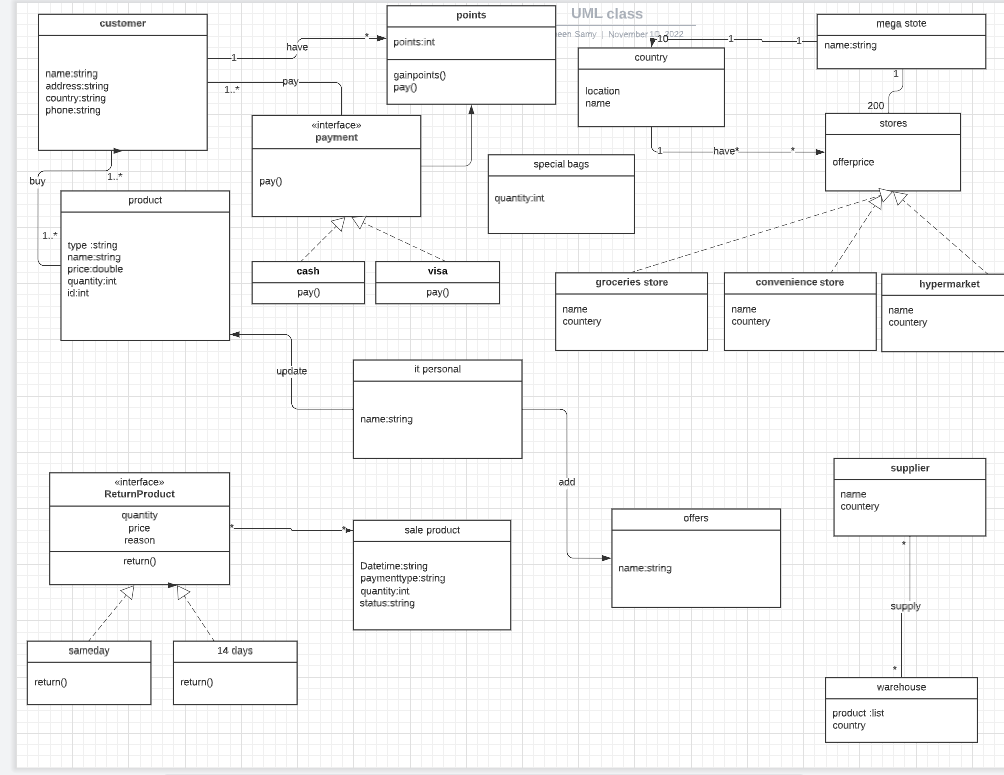 UML class
een Samy | November 10, 2022
customer
name:string
address:string
country:string
phone:string
1
have
*
pay
1..*
points
points:int
gainpoints()
pay()
«interface»
payment
pay()
cash
pay()
visa
pay()
buy
1..*
1..*
product
type :string
name:string
price:double
quantity:int
id:int
special bags
quantity:int
country
location
name
10
1
1
mega stote
name:string
1
200
stores
offerprice
1
have*
*
groceries store
name
countery
convenience store
name
countery
hypermarket
name
countery
update
it personal
name:string
add
offers
name:string
«interface»
ReturnProduct
quantity
price
reason
return()
*
*
sale product
Datetime:string
paymenttype:string
quantity:int
status:string
sameday
return()
14 days
return()
supplier
name
countery
*
supply
*
warehouse
product :list
country